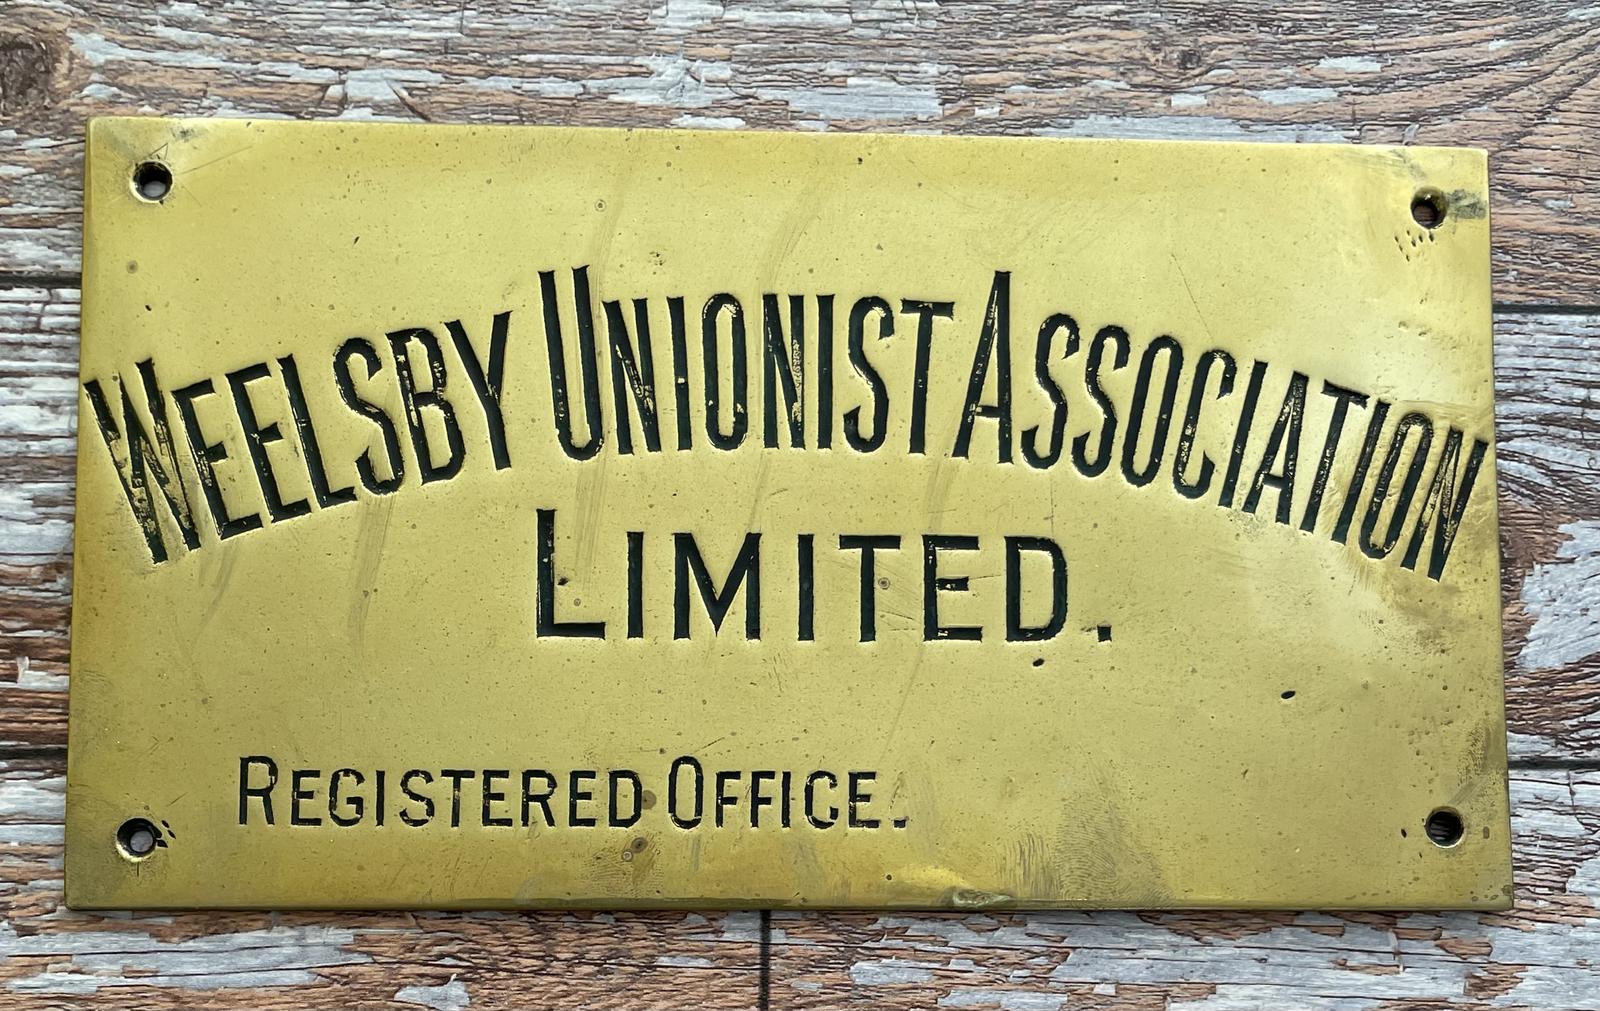 WEELSBY UNIONIST ASSOCIATION
LIMITED.
REGISTERED OFFICE.